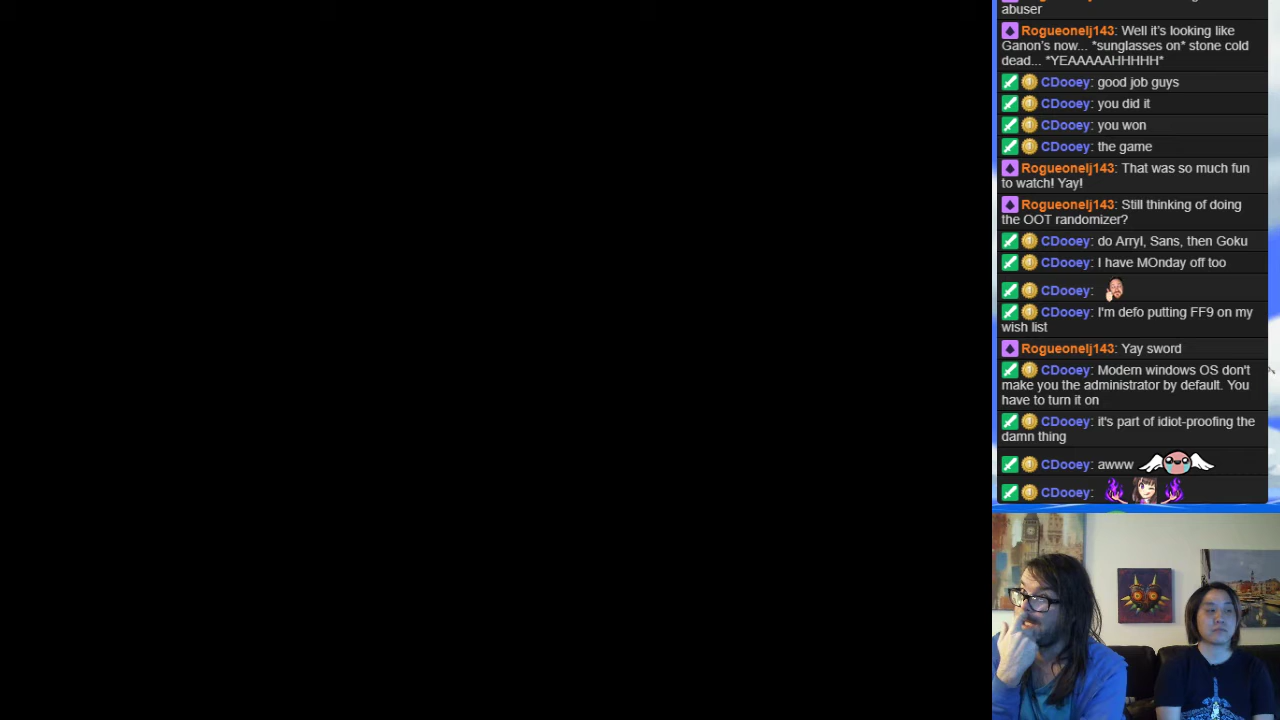 abuser
Rogueonelj143: Well it's looking like
Ganon's now... *sunglasses on* stone cold
dead... *YEAAAAAHHHHH*
CDooey: good job guys
CDooey: you did it
CDooey: you won
CDooey: the game
Rogueonelj143: That was so much fun
to watch! Yay!
Rogueonelj143: Still thinking of doing
the OOT randomizer?
CDooey: do Arryl, Sans, then Goku
CDooey: I have MOnday off too
CDooey:
CDooey: I'm defo putting FF9 on my
wish list
Rogueonelj143: Yay sword
CDooey: Modern windows OS don't
make you the administrator by default. You
have to turn it on
CDooey: it's part of idiot-proofing the
damn thing
CDooey: awww
CDooey: